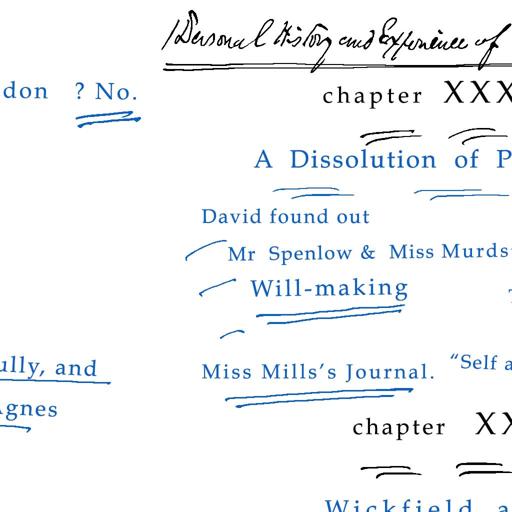 Personal History and Experience of
don ? No.
chapter XXX
A Dissolution of P
David found out
Mr Spenlow & Miss Murds
Will-making
ully, and
Miss Mills's Journal. "Self a
Agnes
chapter XX
Wickfield a